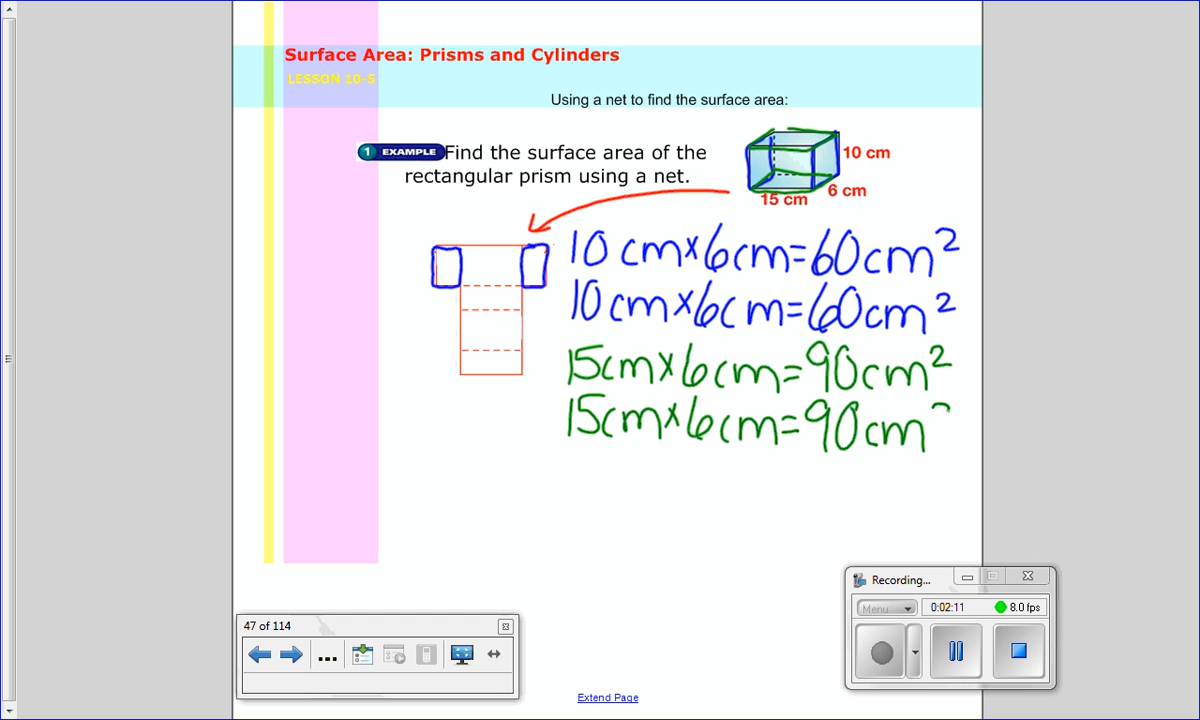 Surface Area: Prisms and Cylinders
LESSON 10-5
Using a net to find the surface area:
1 EXAMPLE Find the surface area of the
rectangular prism using a net.
10 cm
6 cm
15 cm
10 cm×6cm=60cm²
10cm×6cm=60cm²
15cm×6cm=90cm²
15cm×6cm=90cm
47 of 114
Recording...
Menu
0:02:11
8.0 fps
Extend Page